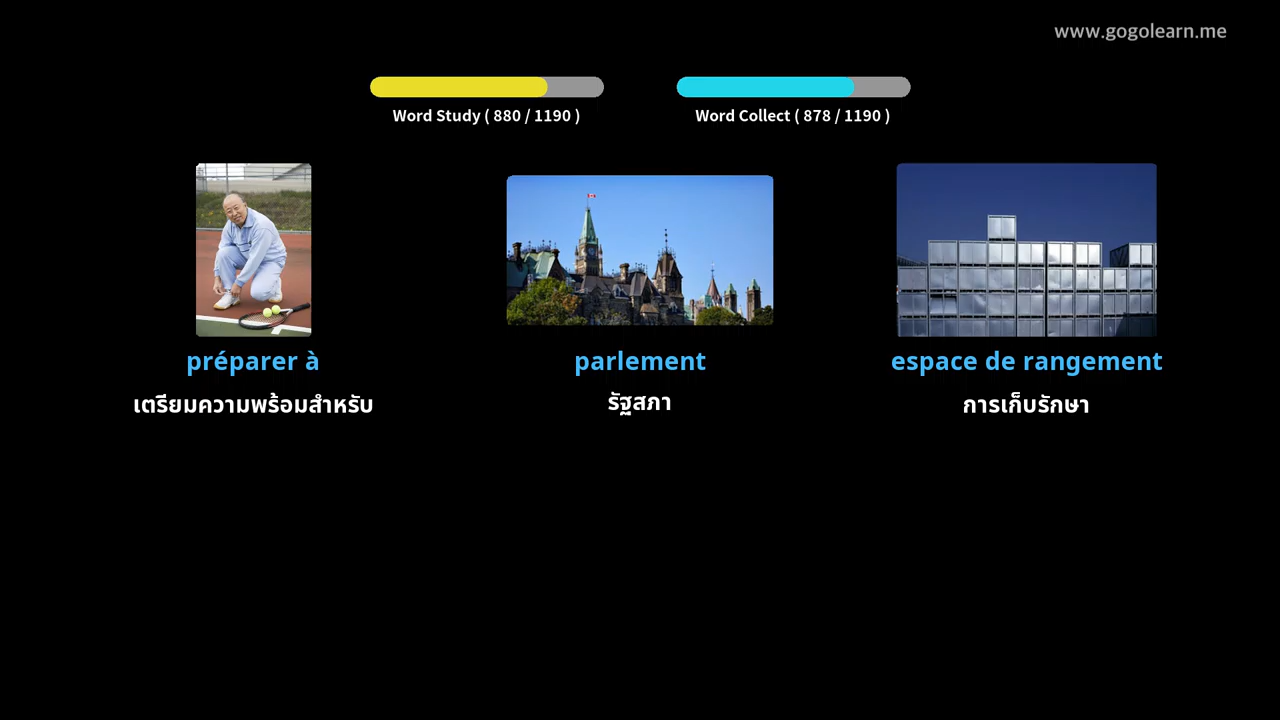 www.gogolearn.me
Word Study ( 880 / 1190 )
Word Collect ( 878 / 1190 )
préparer à
parlement
espace de rangement
เตรียมความพร้อมสำหรับ
รัฐสภา
การเก็บรักษา